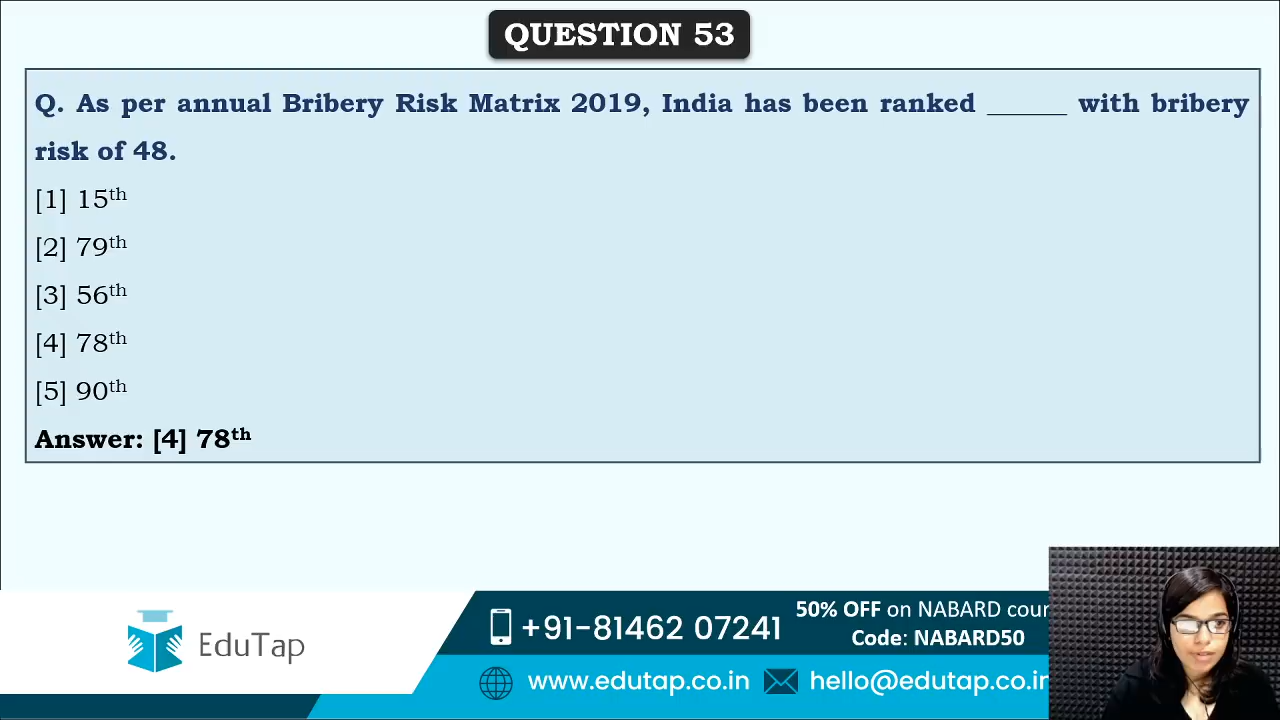 QUESTION 53
Q. As per annual Bribery Risk Matrix 2019, India has been ranked ______ with bribery
risk of 48.
[1] 15th
[2] 79th
[3] 56th
[4] 78th
[5] 90th
Answer: [4] 78th
EduTap
+91-81462 07241
50% OFF on NABARD cour
Code: NABARD50
www.edutap.co.in
hello@edutap.co.in